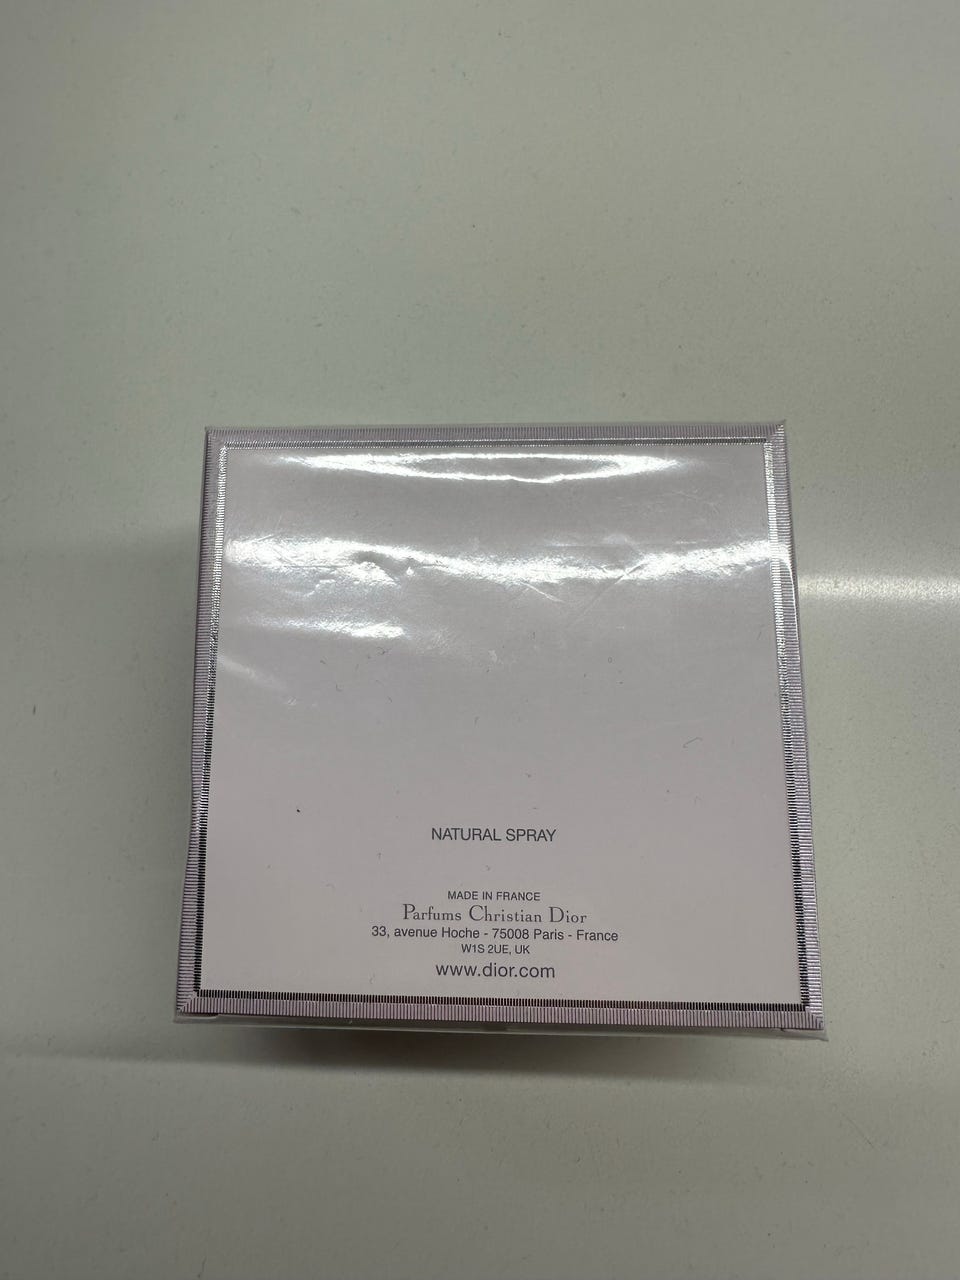 NATURAL SPRAY
MADE IN FRANCE
Parfums Christian Dior
33, avenue Hoche - 75008 Paris - France
W1S 2UE, UK
www.dior.com